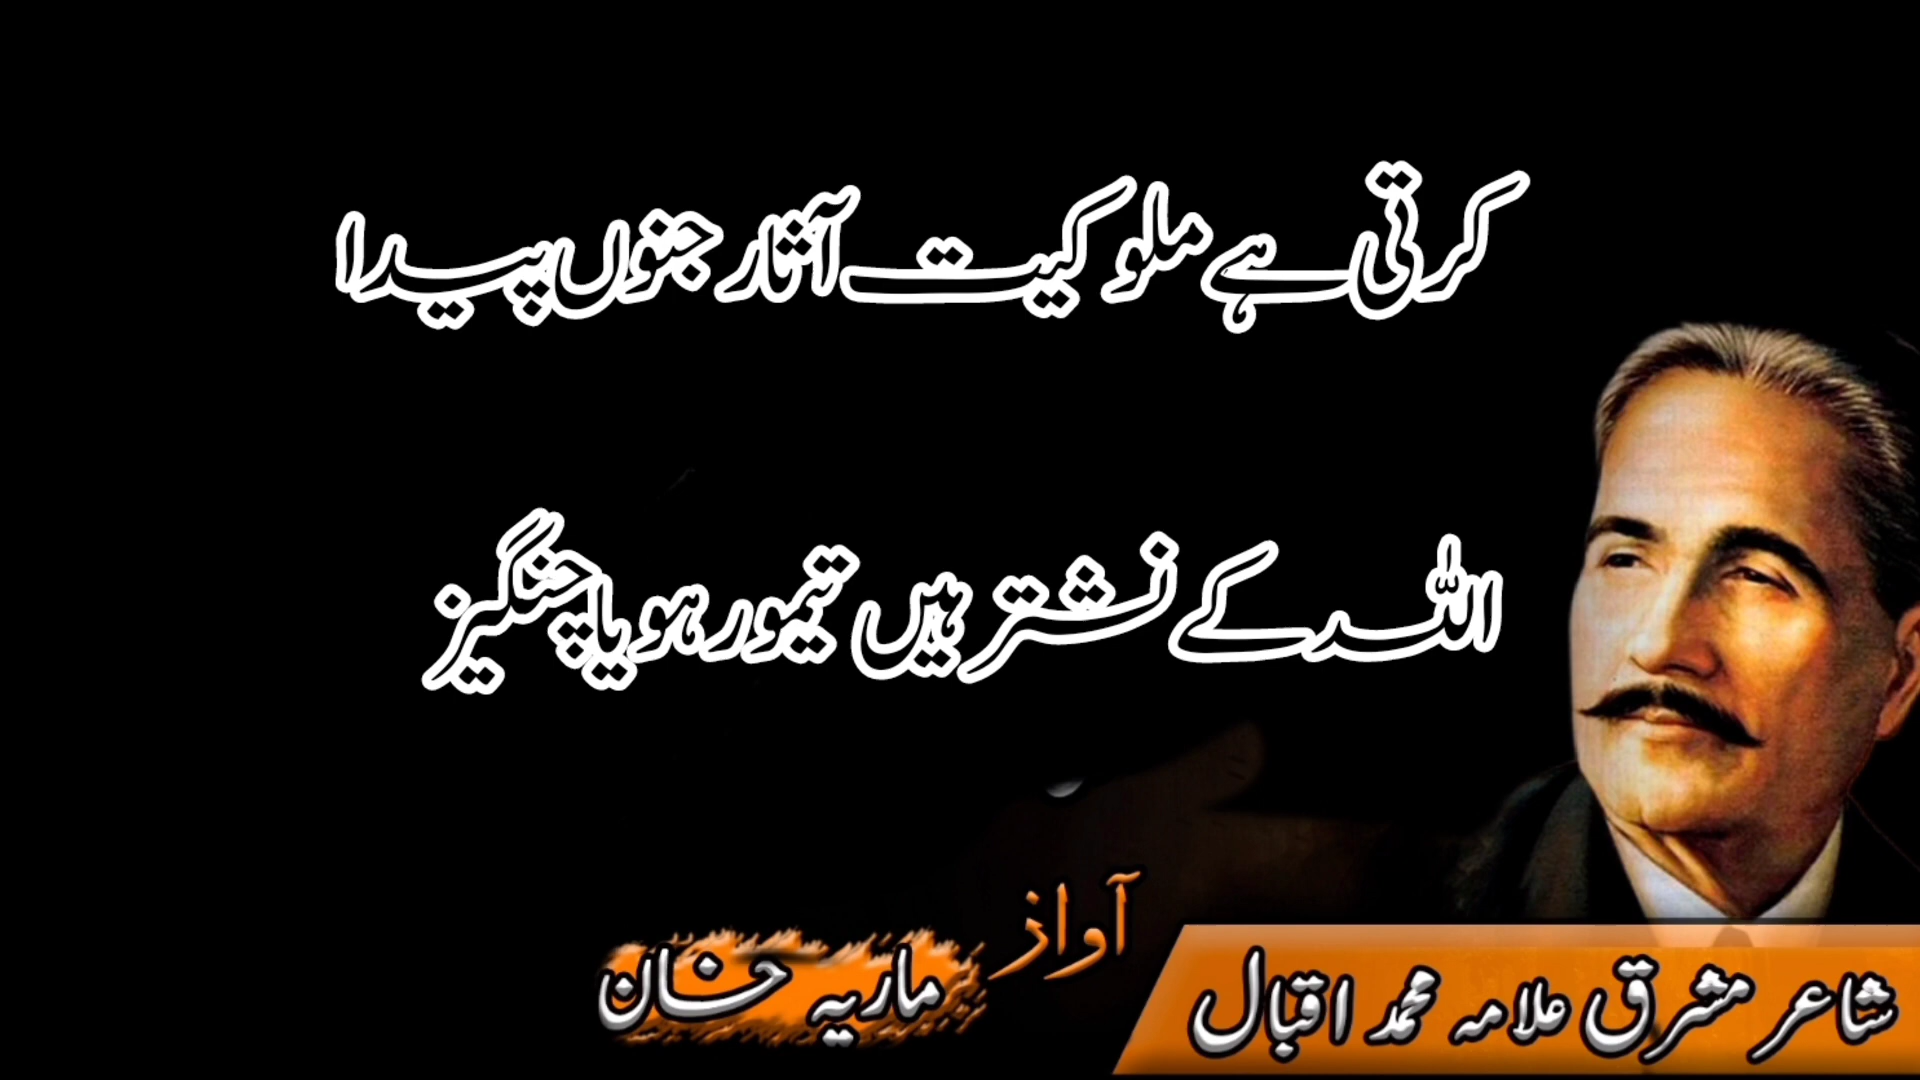 کرتی ہے ملوکیت آثار جنوں پیدا
اللہ کے نشتر ہیں تیمور ہو یا چنگیز
آواز
ماریہ خان
شاعر مشرق علامہ محمد اقبال